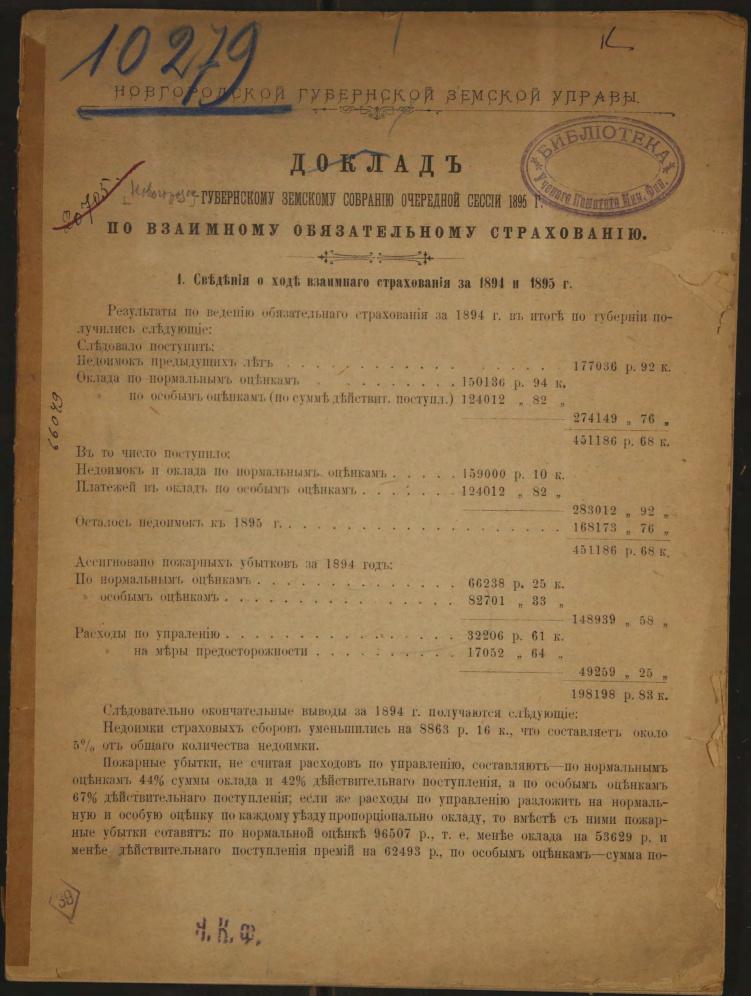 10279
К
НОВГОРОДСКОЙ ГУБЕРНСКОЙ ЗЕМСКОЙ УПРАВЫ.
ДОКЛАДЪ
БИБЛІОТЕКА
Ученаго Комитета Мин. Фин.
20705
ГУБЕРНСКОМУ ЗЕМСКОМУ СОБРАНІЮ ОЧЕРЕДНОЙ СЕССІИ 1895 Г.
ПО ВЗАИМНОМУ ОБЯЗАТЕЛЬНОМУ СТРАХОВАНІЮ.
1. Свѣдѣнія о ходѣ взаимнаго страхованія за 1894 и 1895 г.
Результаты по веденію обязательнаго страхованія за 1894 г. въ итогѣ по губерніи по-
лучились слѣдующіе:
Слѣдовало поступить:
Недоимокъ предыдущихъ лѣтъ . . . . . . . . . . . . . . . . . 177036 р. 92 к.
Оклада по нормальнымъ оцѣнкамъ . . . . . . . . . 150136 р. 94 к.
" по особымъ оцѣнкамъ (по суммѣ дѣйствит. поступл.) 124012 „ 82 „
274149 „ 76 „
451186 р. 68 к.
Въ то число поступило:
Недоимокъ и оклада по нормальнымъ оцѣнкамъ . . . . . 159000 р. 10 к.
Платежей въ окладъ по особымъ оцѣнкамъ . . . . . . . 124012 „ 82 „
283012 „ 92 „
Осталось недоимокъ къ 1895 г. . . . . . . . . . . . . . . . . . . 168173 „ 76 „
451186 р. 68 к.
Ассигновано пожарныхъ убытковъ за 1894 годъ:
По нормальнымъ оцѣнкамъ . . . . . . . . . . . . . . . 66238 р. 25 к.
„ особымъ оцѣнкамъ . . . . . . . . . . . . . . . . . 82701 „ 33 „
148939 „ 58 „
Расходы по упраленію . . . . . . . . . . . . . . . . . 32206 р. 61 к.
„ на мѣры предосторожности . . . . . . . . . . 17052 „ 64 „
49259 „ 25 „
198198 р. 83 к.
Слѣдовательно окончательные выводы за 1894 г. получаются слѣдующіе:
Недоимки страховыхъ сборовъ уменьшились на 8863 р. 16 к., что составляетъ около
5% отъ общаго количества недоимки.
Пожарные убытки, не считая расходовъ по управленію, составляютъ—по нормальнымъ
оцѣнкамъ 44% суммы оклада и 42% дѣйствительнаго поступленія, а по особымъ оцѣнкамъ
67% дѣйствительнаго поступленія; если же расходы по управленію разложить на нормаль-
ную и особую оцѣнку по каждому уѣзду пропорціонально окладу, то вмѣстѣ съ ними пожар-
ные убытки сотавятъ: по нормальной оцѣнкѣ 96507 р., т. е. менѣе оклада на 53629 р. и
менѣе дѣйствительнаго поступленія премій на 62493 р., по особымъ оцѣнкамъ—сумма по-
66049
38
Н.К.Ф.